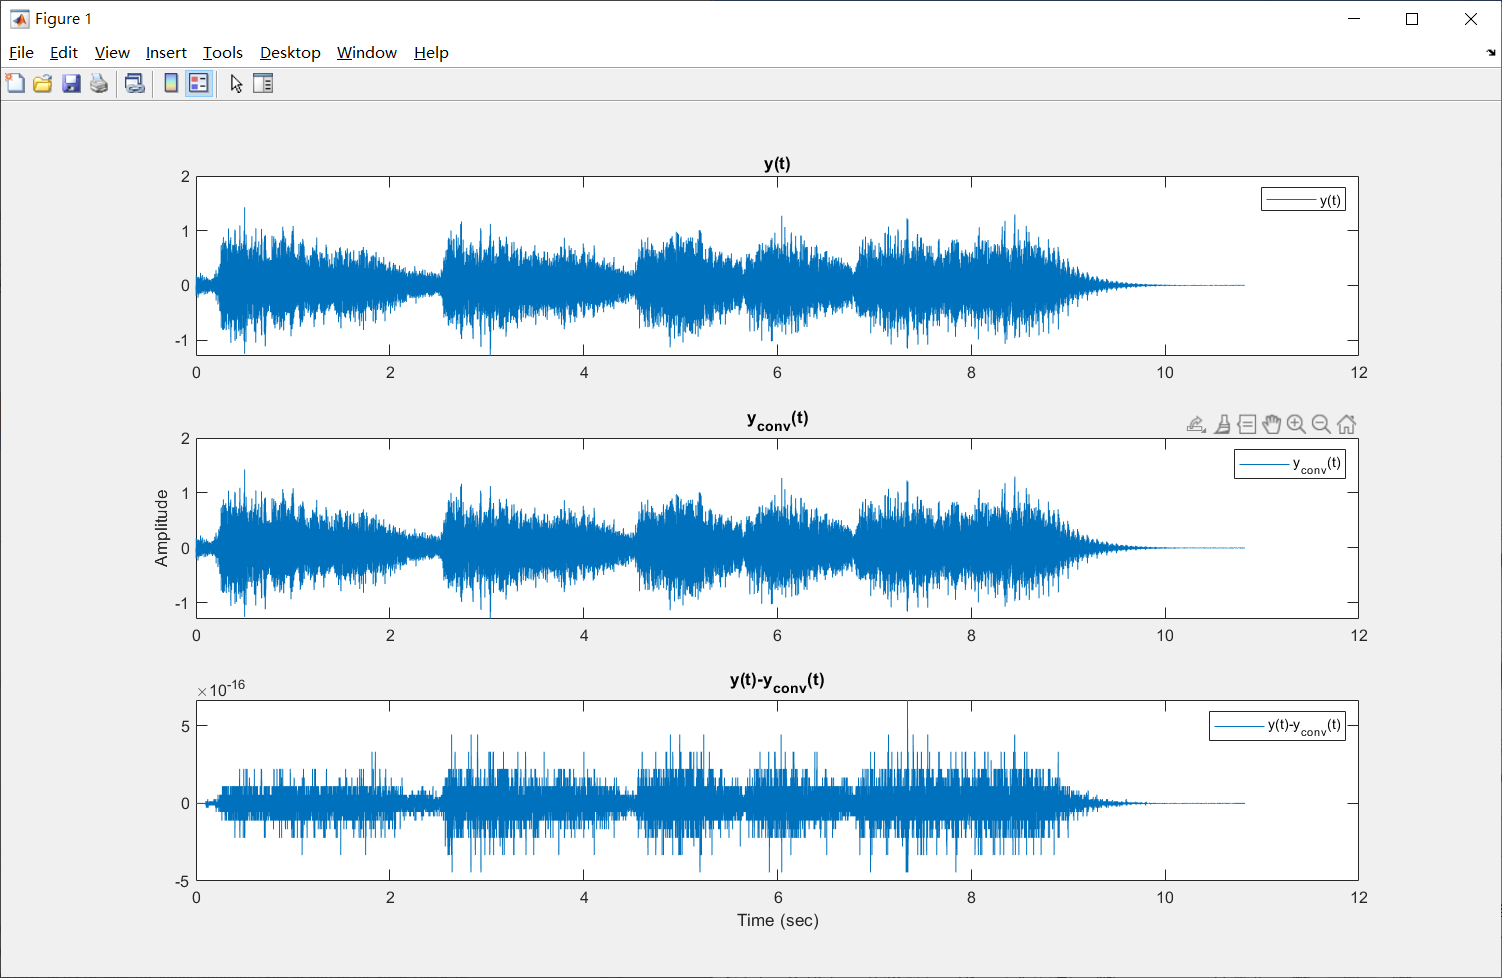 Figure 1
File Edit View Insert Tools Desktop Window Help
y(t)
2
1
0
-1
y(t)
0 2 4 6 8 10 12
yconv(t)
2
1
0
-1
Amplitude
yconv(t)
0 2 4 6 8 10 12
y(t)-yconv(t)
×10-16
5
0
-5
y(t)-yconv(t)
0 2 4 6 8 10 12
Time (sec)